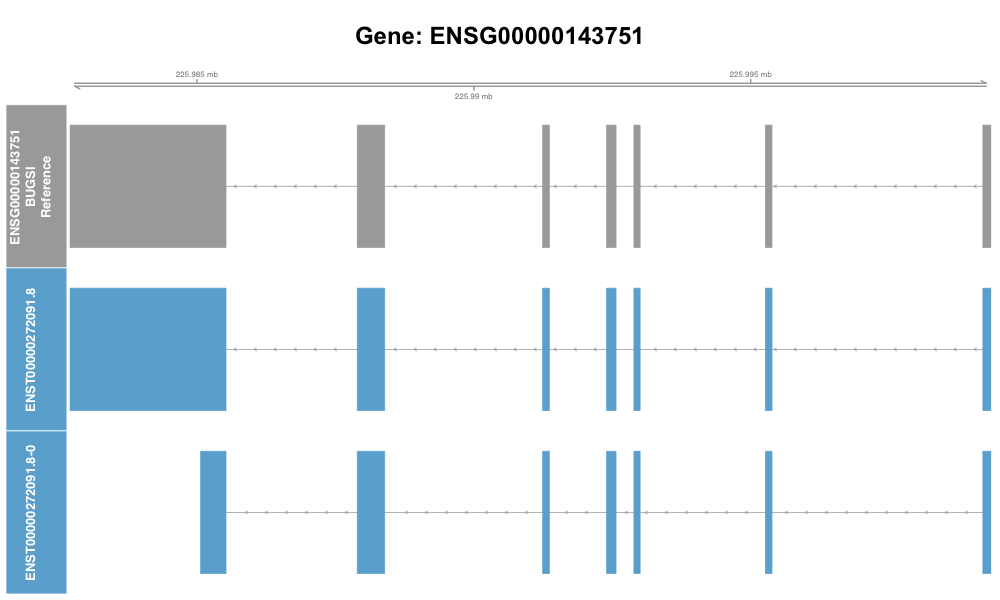 Gene: ENSG00000143751
225.985 mb
225.995 mb
225.99 mb
ENSG00000143751
BUGSI
Reference
ENST00000272091.8
ENST00000272091.8-0